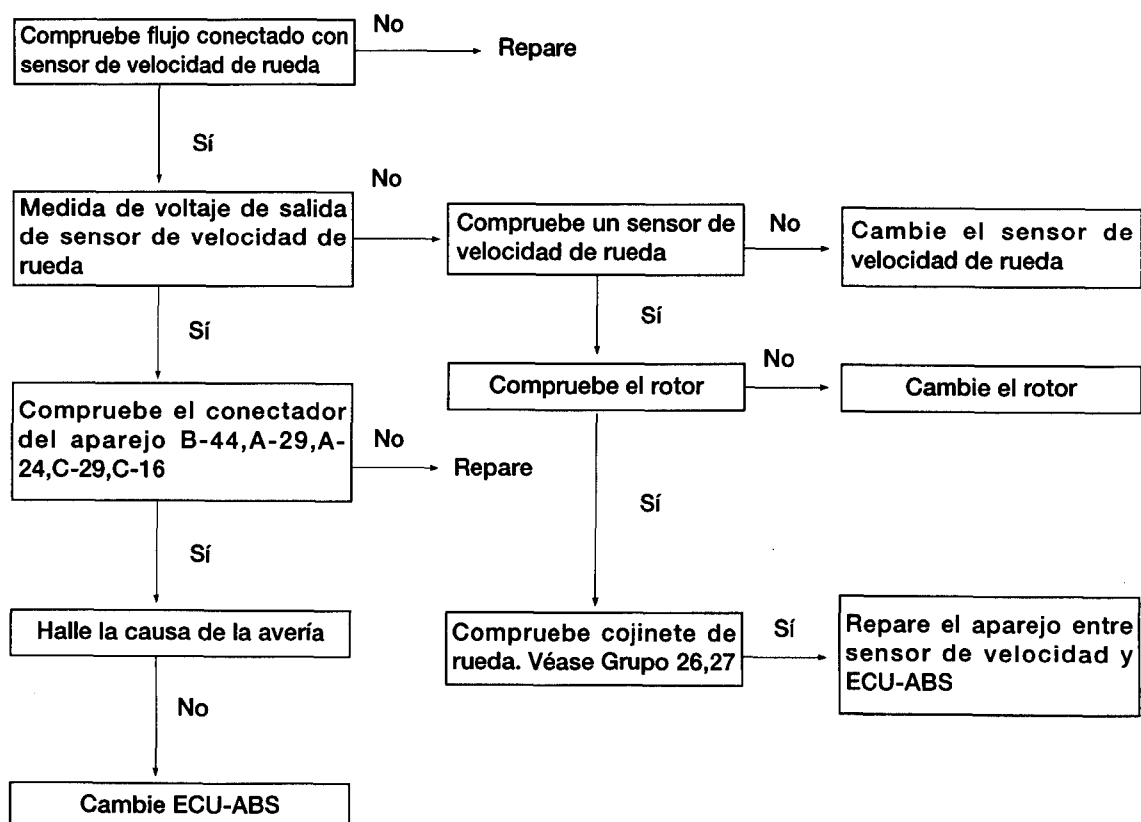 Compruebe flujo conectado con
sensor de velocidad de rueda
No
Repare
Sí
Medida de voltaje de salida
de sensor de velocidad de
rueda
No
Compruebe un sensor de
velocidad de rueda
No
Cambie el sensor de
velocidad de rueda
Sí
Sí
Compruebe el rotor
No
Cambie el rotor
Compruebe el conectador
del aparejo B-44,A-29,A-
24,C-29,C-16
No
Repare
Sí
Sí
Halle la causa de la avería
Compruebe cojinete de
rueda. Véase Grupo 26,27
Sí
Repare el aparejo entre
sensor de velocidad y
ECU-ABS
No
Cambie ECU-ABS